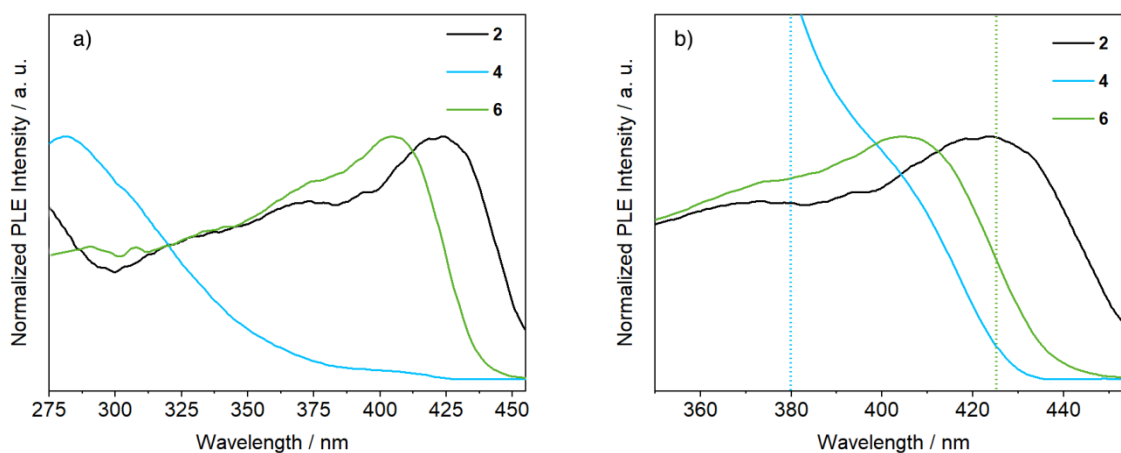 a)
2
4
6
Normalized PLE Intensity / a. u.
275 300 325 350 375 400 425 455
Wavelength / nm
b)
2
4
6
Normalized PLE Intensity / a. u.
360 380 400 420 440
Wavelength / nm